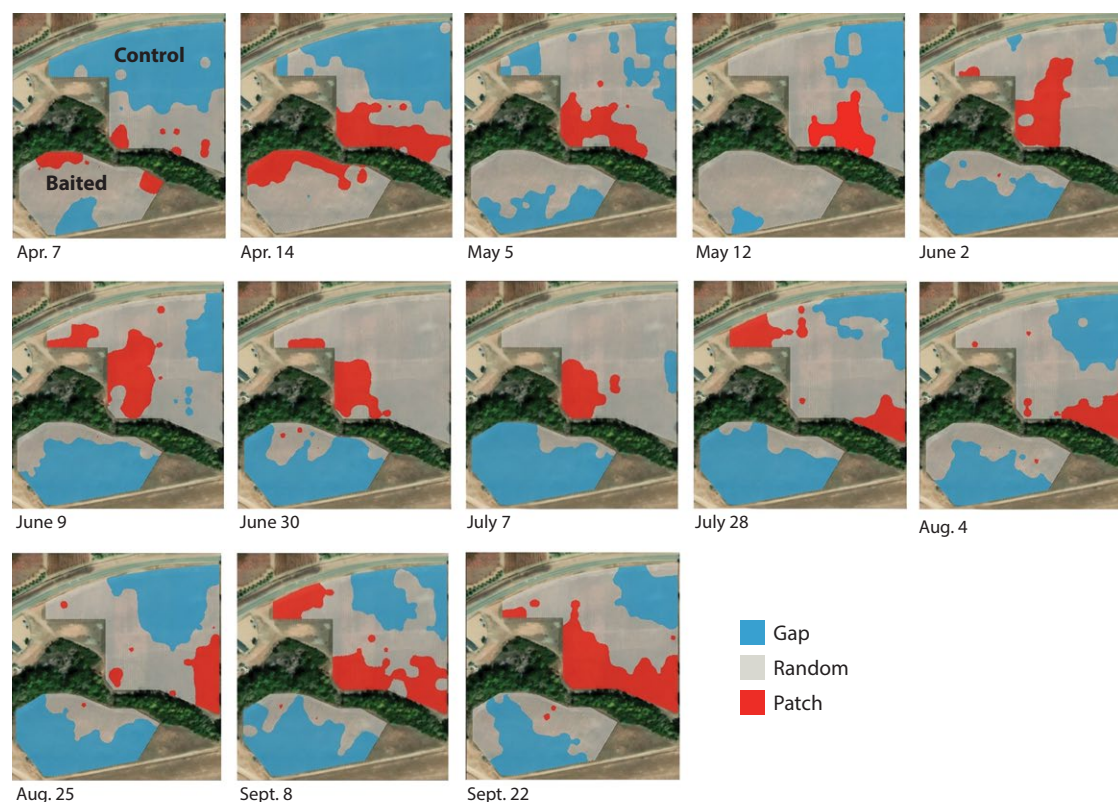 Control
Baited
Apr. 7
Apr. 14
May 5
May 12
June 2
June 9
June 30
July 7
July 28
Aug. 4
Aug. 25
Sept. 8
Sept. 22
Gap
Random
Patch